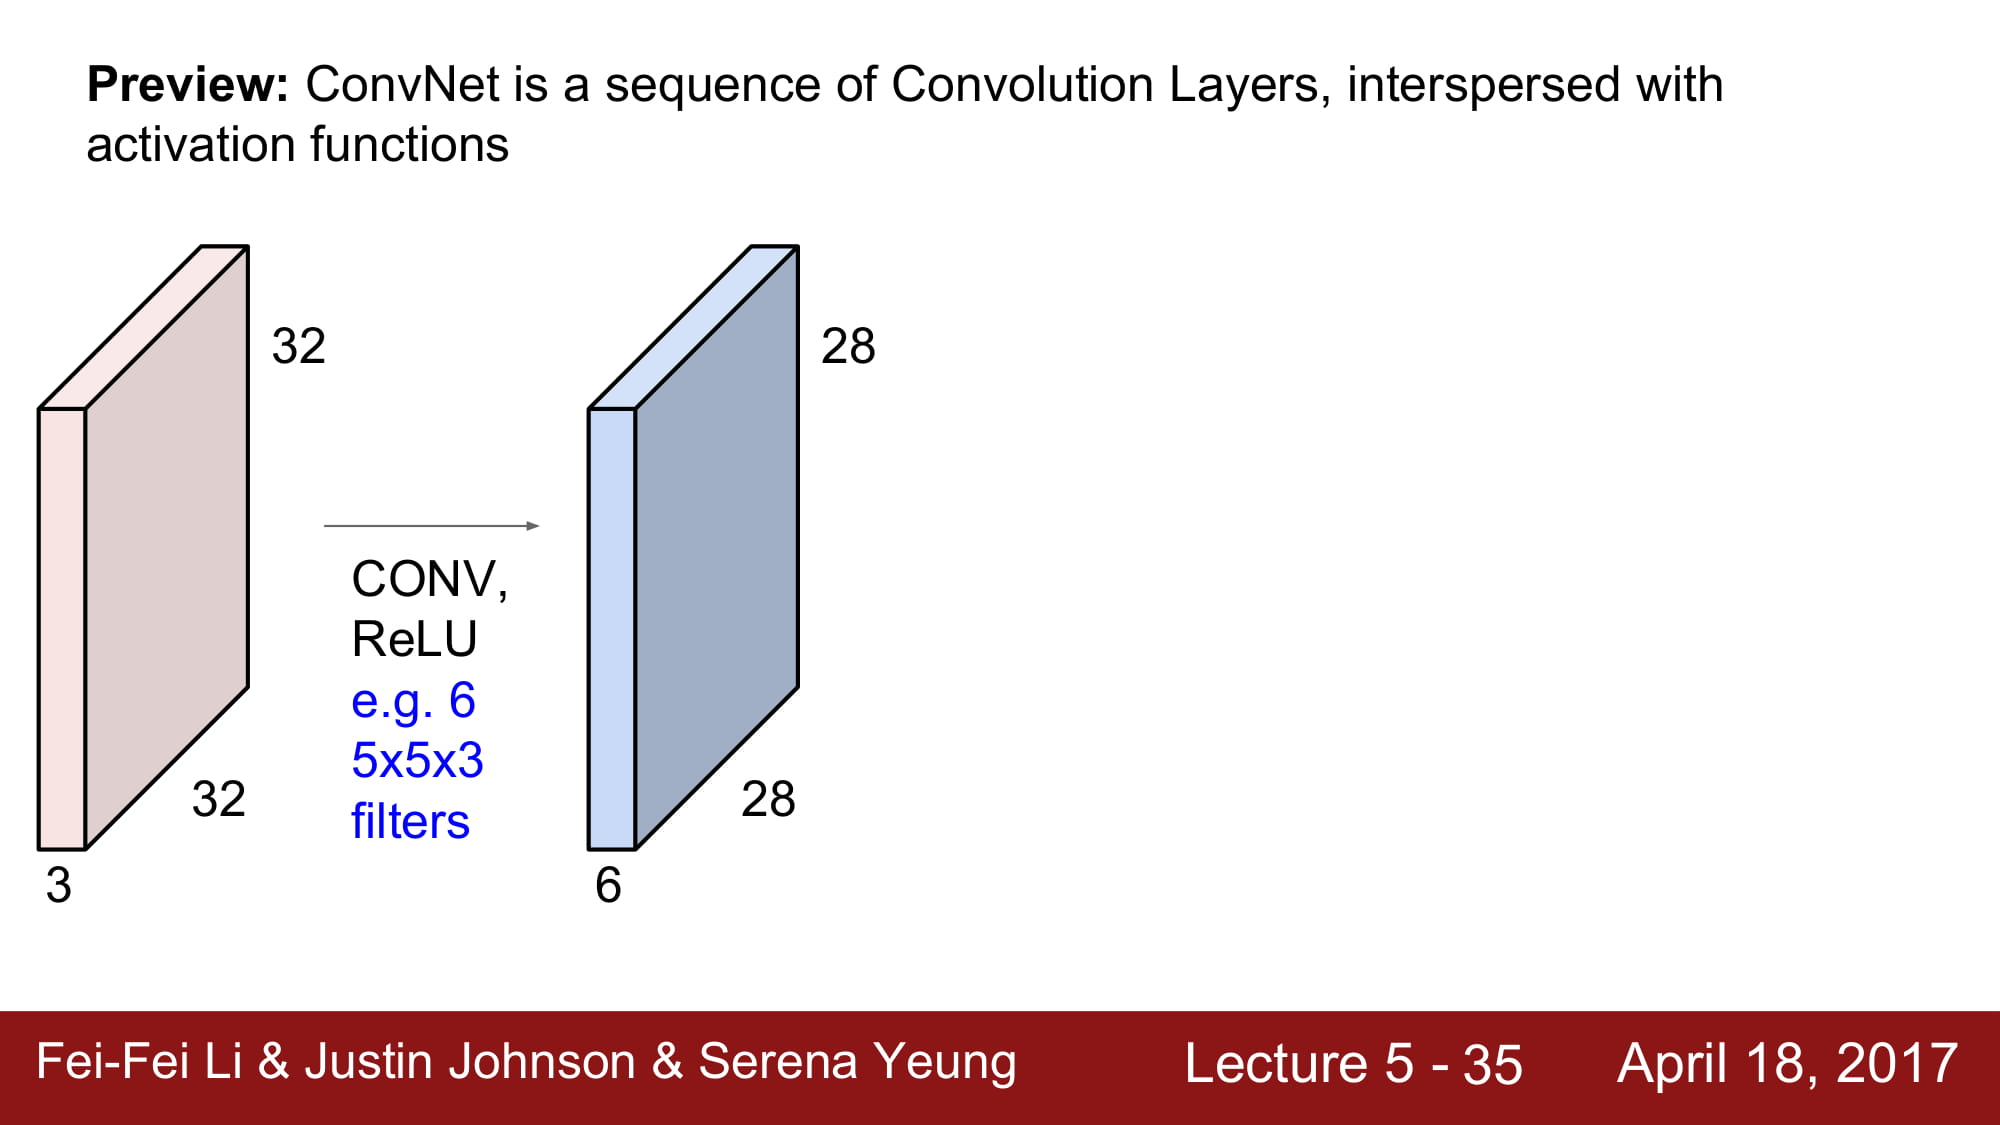 Preview: ConvNet is a sequence of Convolution Layers, interspersed with
activation functions
32
28
CONV,
ReLU
e.g. 6
5x5x3
filters
32
28
3
6
Fei-Fei Li & Justin Johnson & Serena Yeung
Lecture 5 - 35
April 18, 2017